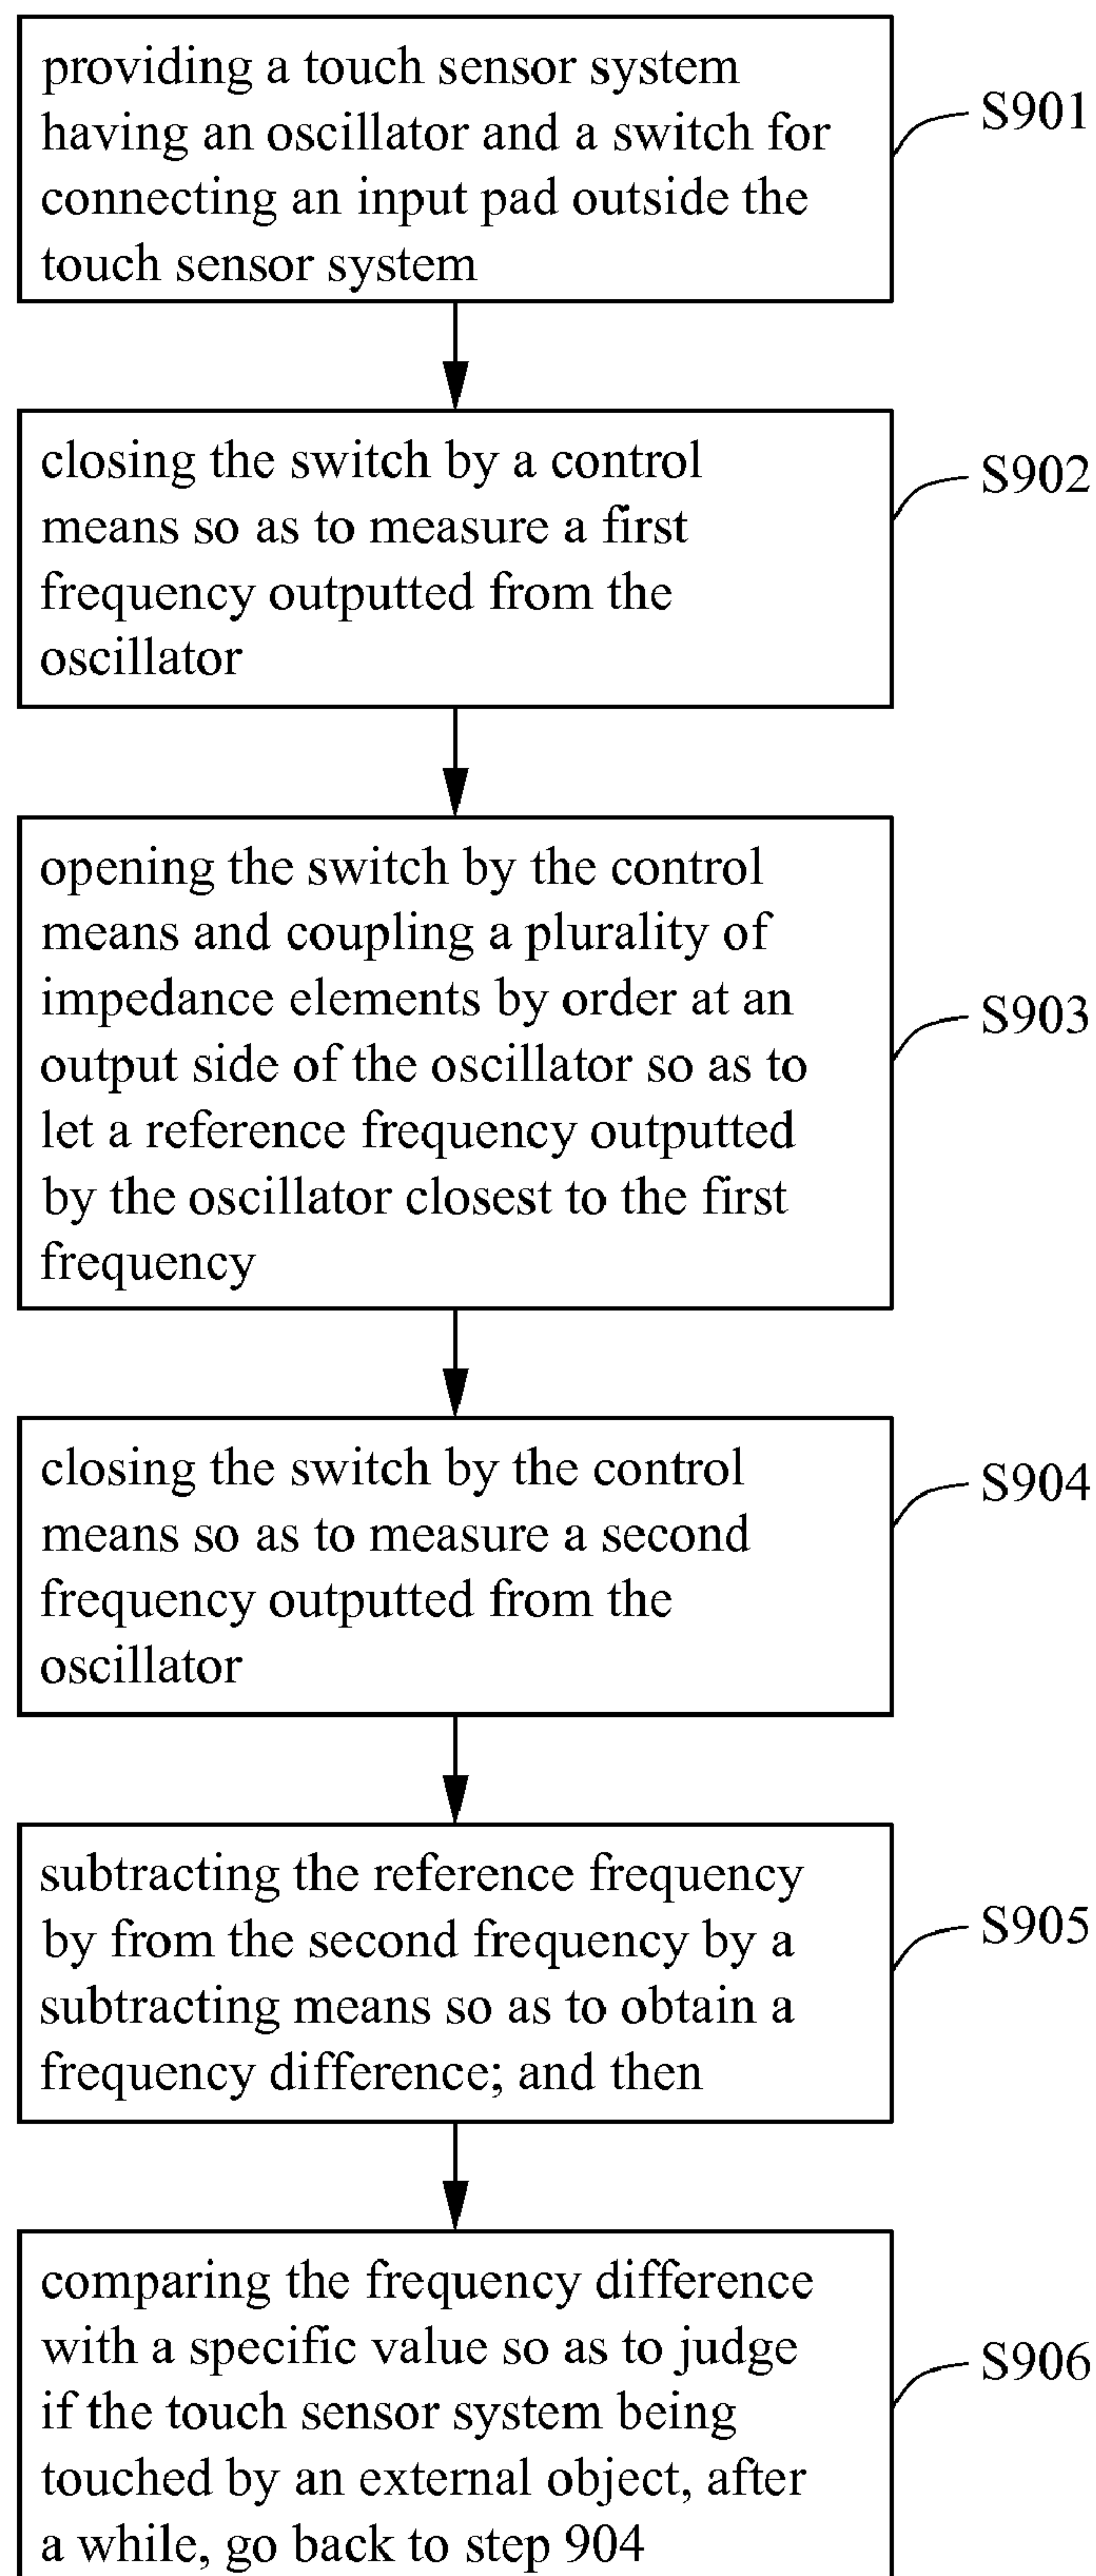 providing a touch sensor system
having an oscillator and a switch for
connecting an input pad outside the
touch sensor system
S901
closing the switch by a control
means so as to measure a first
frequency outputted from the
oscillator
S902
opening the switch by the control
means and coupling a plurality of
impedance elements by order at an
output side of the oscillator so as to
let a reference frequency outputted
by the oscillator closest to the first
frequency
S903
closing the switch by the control
means so as to measure a second
frequency outputted from the
oscillator
S904
subtracting the reference frequency
by from the second frequency by a
subtracting means so as to obtain a
frequency difference; and then
S905
comparing the frequency difference
with a specific value so as to judge
if the touch sensor system being
touched by an external object, after
a while, go back to step 904
S906